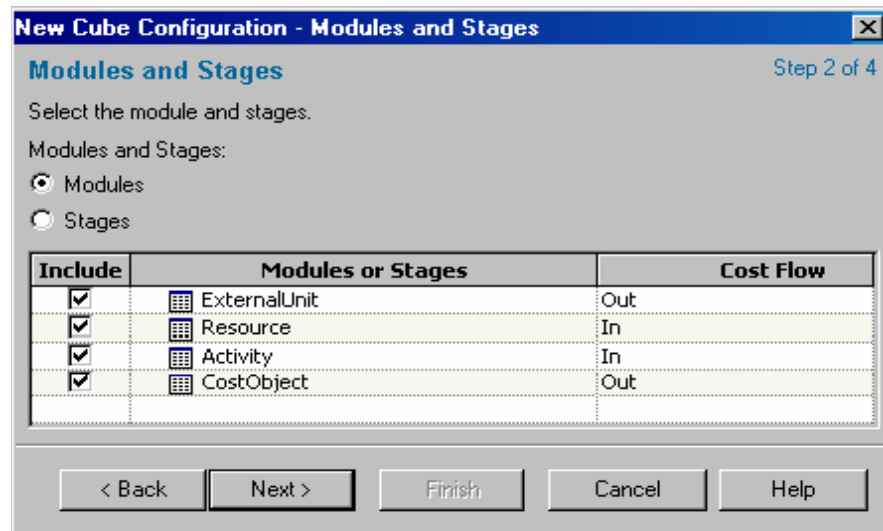 New Cube Configuration - Modules and Stages
Modules and Stages
Step 2 of 4
Select the module and stages.
Modules and Stages:
Modules
Stages
Include Modules or Stages Cost Flow
ExternalUnit Out
Resource In
Activity In
CostObject Out
< Back Next > Finish Cancel Help